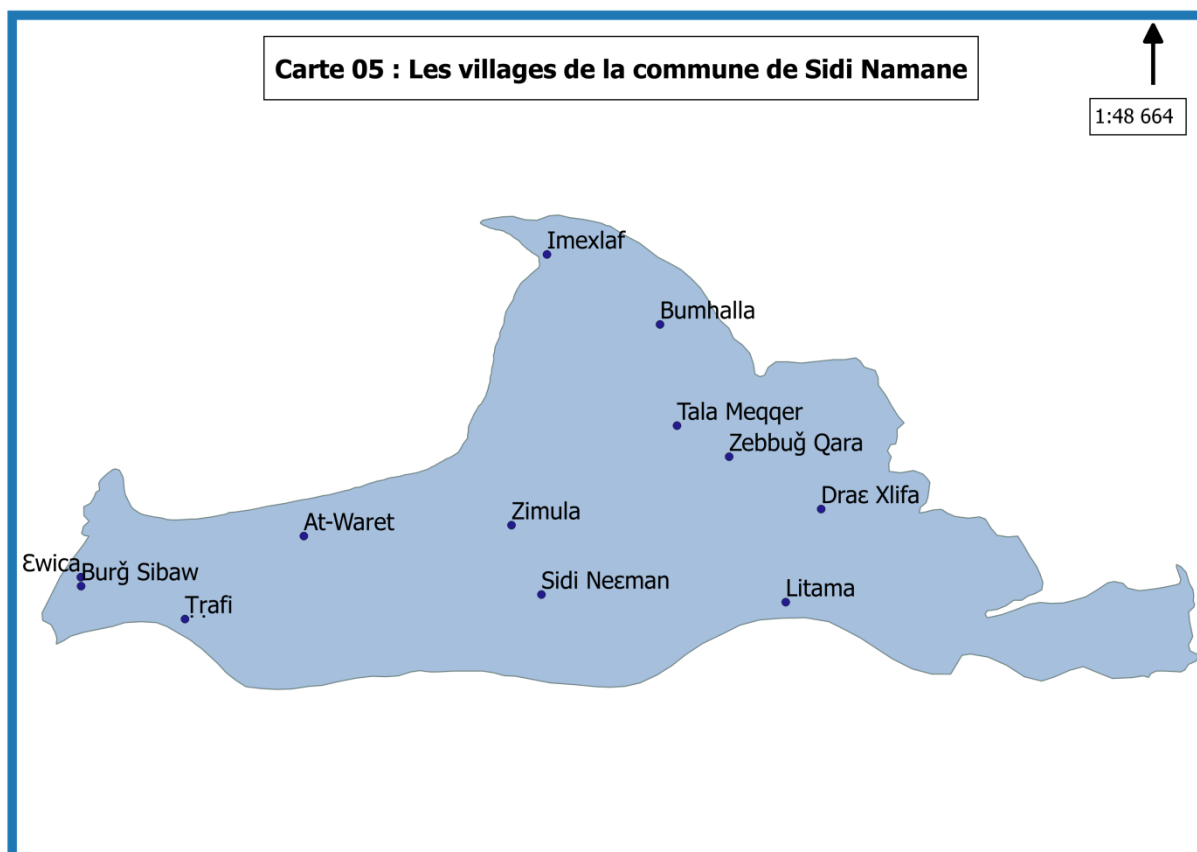 Carte 05 : Les villages de la commune de Sidi Namane
1:48 664
Imexlaf
Bumhalla
Tala Meqqer
Zebbuğ Qara
Draɛ Xlifa
Zimula
At-Waret
Ɛwica
Burğ Sibaw
Sidi Neɛman
Litama
Ṭṛafi